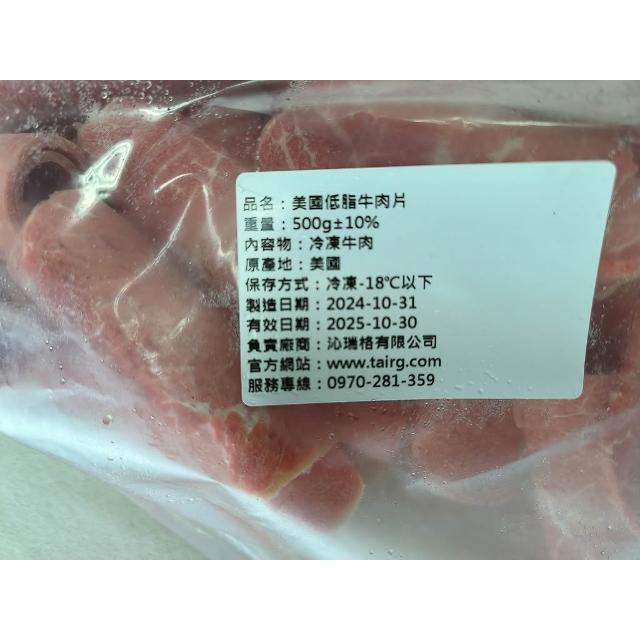 品名：美國低脂牛肉片
重量：500g±10%
內容物：冷凍牛肉
原產地：美國
保存方式：冷凍-18℃以下
製造日期：2024-10-31
有效日期：2025-10-30
負責廠商：沁瑞格有限公司
官方網站：www.tairg.com
服務專線：0970-281-359